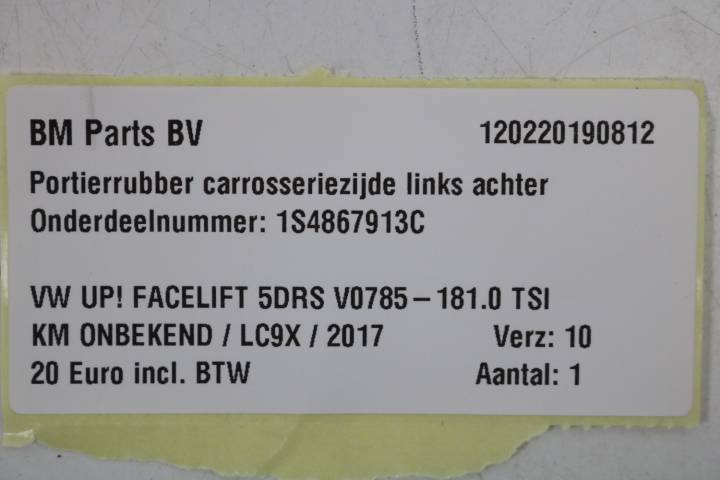 BM Parts BV 120220190812
Portierrubber carrosseriezijde links achter
Onderdeelnummer: 1S4867913C
VW UP! FACELIFT 5DRS V0785-181.0 TSI
KM ONBEKEND / LC9X / 2017 Verz: 10
20 Euro incl. BTW Aantal: 1